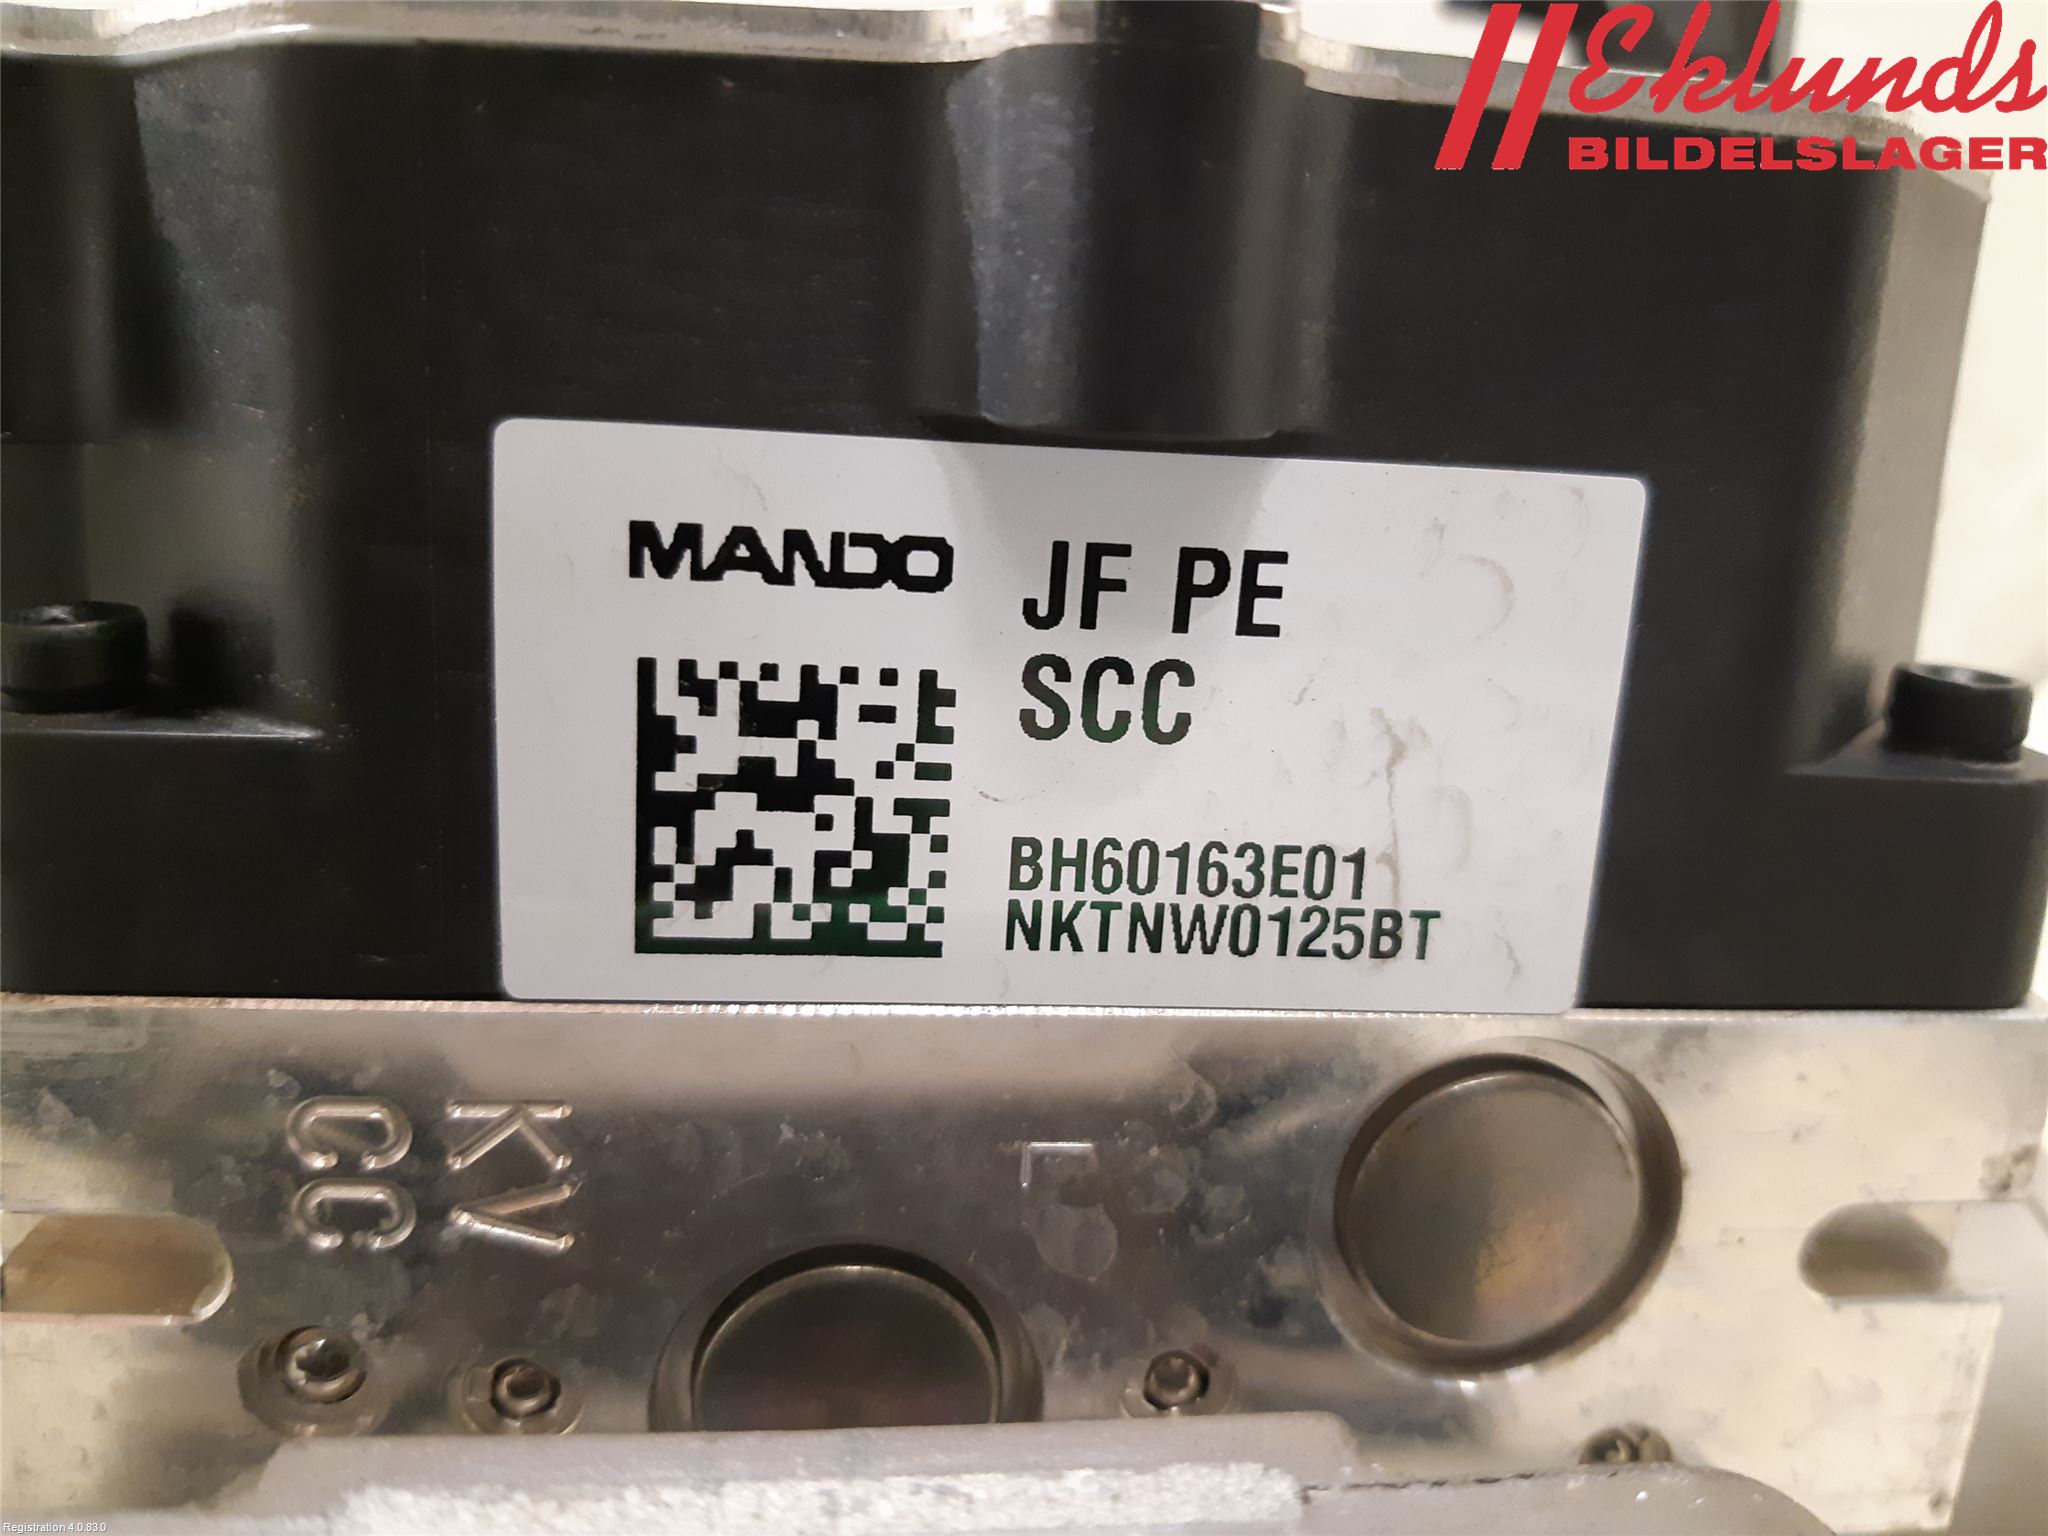 Eklunds
BILDELSLAGER
MANDO
JF PE
SCC
BH60163E01
NKTNW0125BT
KV
CC
L
Registration 4.0.83.0